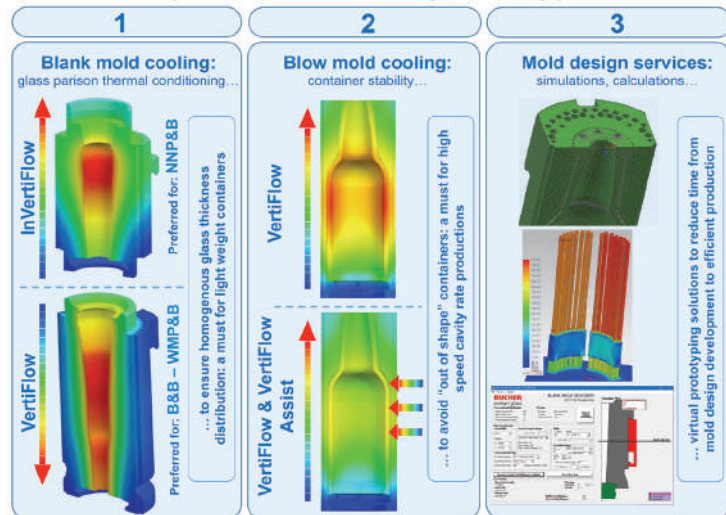 1
Blank mold cooling:
glass parison thermal conditioning…
InVertiFlow
Preferred for: NNP&B
VertiFlow
Preferred for: B&B – WMP&B
… to ensure homogenous glass thickness
distribution: a must for light weight containers
2
Blow mold cooling:
container stability…
VertiFlow
VertiFlow & VertiFlow
Assist
… to avoid “out of shape” containers: a must for high
speed cavity rate productions
3
Mold design services:
simulations, calculations…
… virtual prototyping solutions to reduce time from
mold design development to efficient production
BUCHER
BLANK MOLD DESIGNER